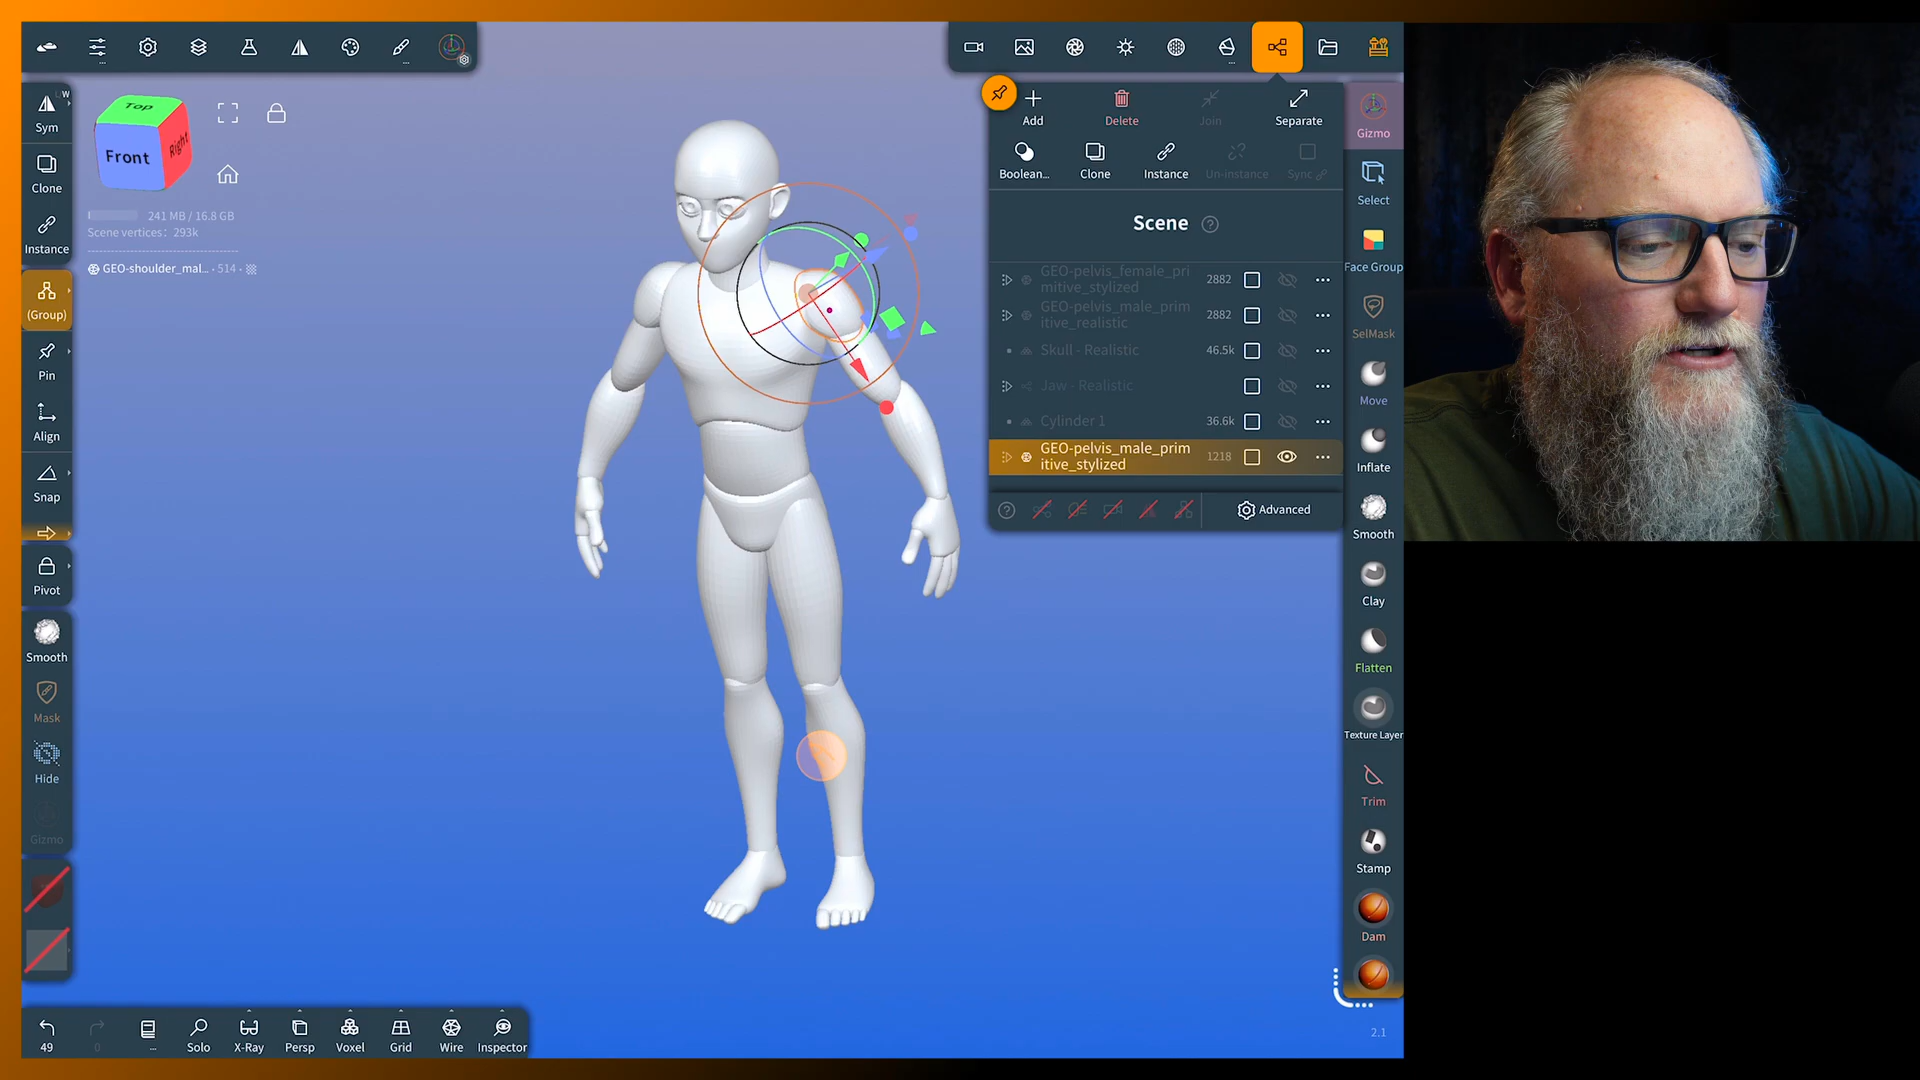 W
Sym
Clone
Instance
(Group)
Pin
Align
Snap
Pivot
Smooth
Mask
Hide
Gizmo
Top
Front
Right
241 MB / 16.8 GB
Scene vertices: 293k
GEO-shoulder_mal... • 514 •
Add
Delete
Join
Separate
Boolean...
Clone
Instance
Un-instance
Sync
Scene
GEO-pelvis_female_pri
mitive_stylized
2882
GEO-pelvis_male_prim
itive_realistic
2882
Skull - Realistic
46.5k
Jaw - Realistic
Cylinder 1
36.6k
GEO-pelvis_male_prim
itive_stylized
1218
Advanced
Gizmo
Select
Face Group
SelMask
Move
Inflate
Smooth
Clay
Flatten
Texture Layer
Trim
Stamp
Dam
2.1
49
0
...
Solo
X-Ray
Persp
Voxel
Grid
Wire
Inspector